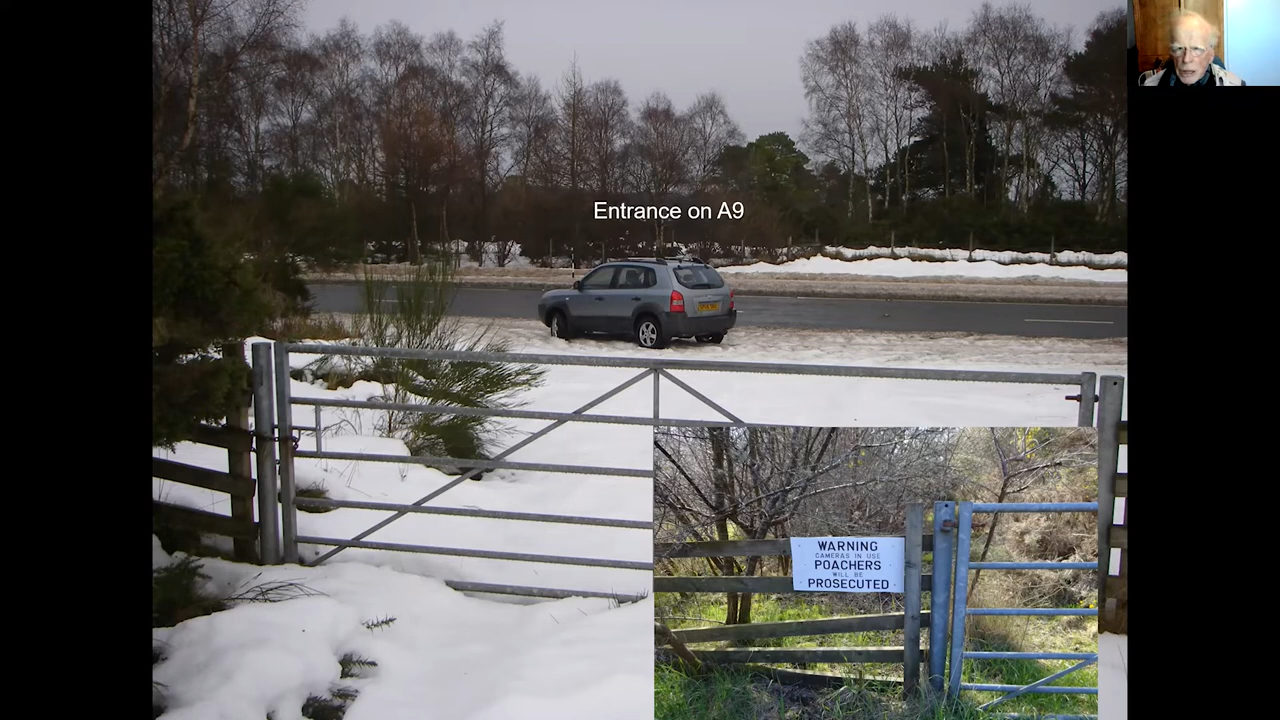 Entrance on A9
WARNING
CAMERAS IN USE
POACHERS
WILL BE
PROSECUTED